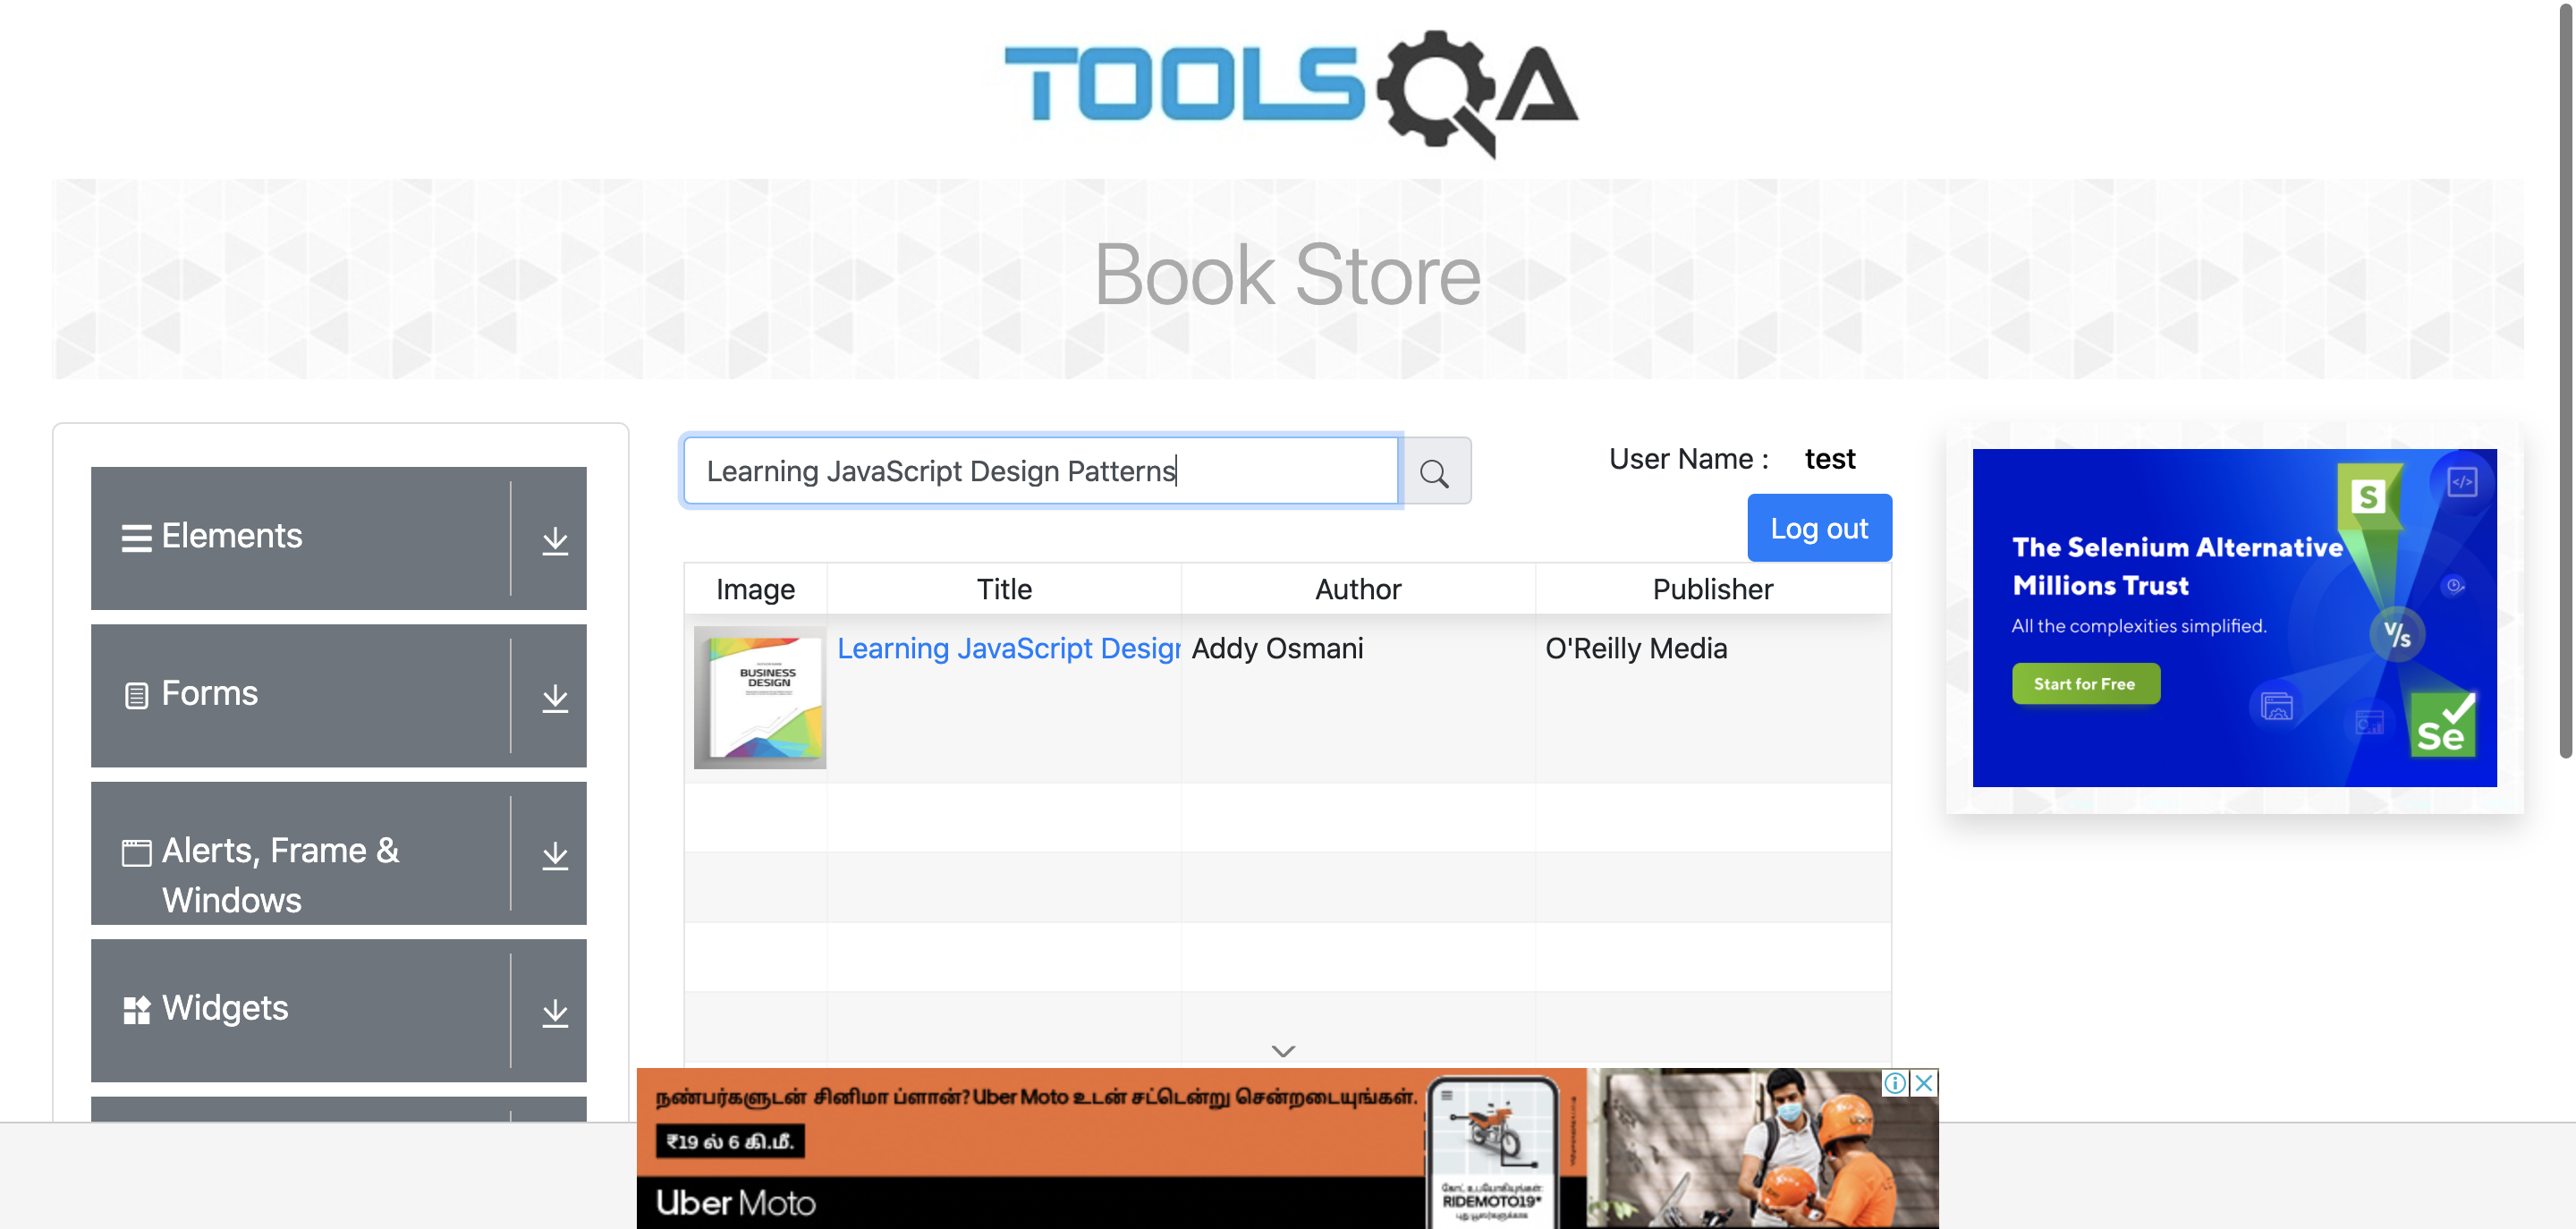 TOOLSQA
Book Store
Elements
Forms
Alerts, Frame &
Windows
Widgets
Learning JavaScript Design Patterns
User Name : test
Log out
Image Title Author Publisher
BUSINESS
DESIGN
Learning JavaScript Design Addy Osmani O'Reilly Media
The Selenium Alternative
Millions Trust
All the complexities simplified.
Start for Free
S
</>
V/s
Se
நண்பர்களுடன் சினிமா ப்ளான்? Uber Moto உடன் சட்டென்று சென்றடையுங்கள்.
₹19 ல் 6 கி.மீ.
Uber Moto
RIDEMOTO19*
Uber